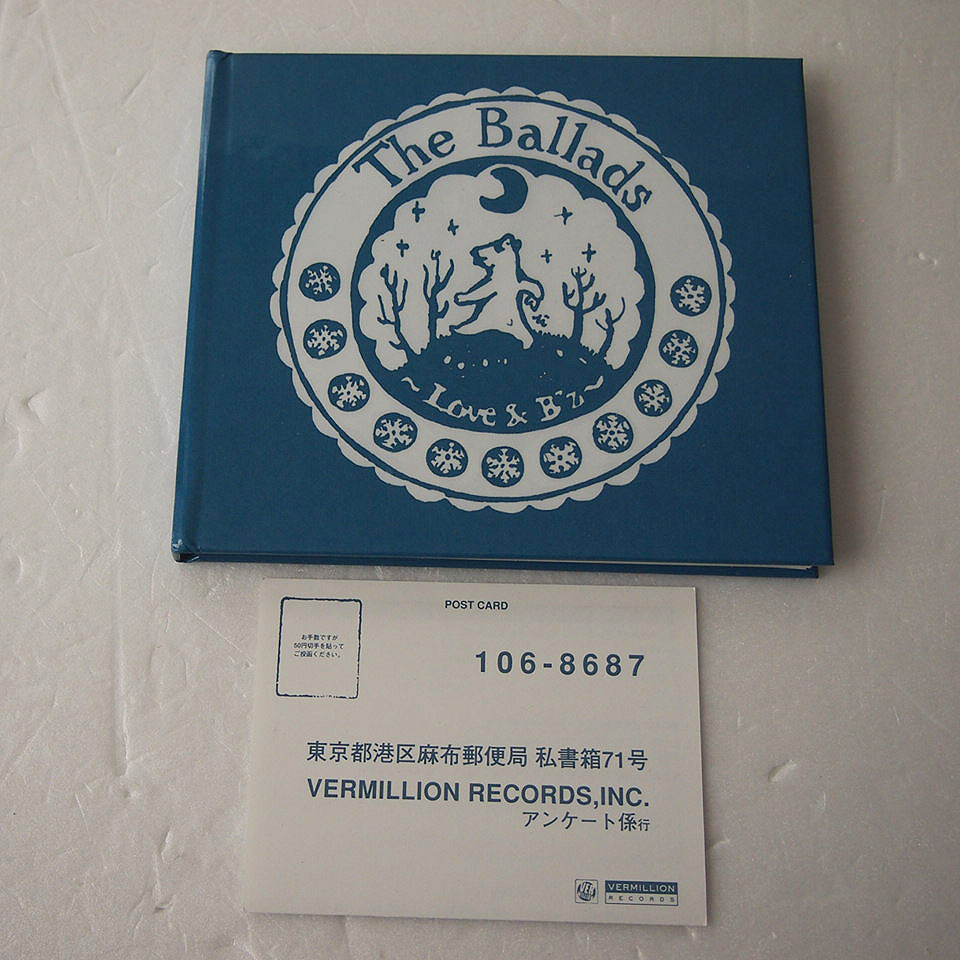 The Ballads
~Love & B'z~
POST CARD
お手数ですが
50円切手を貼って
ご投函ください。
106-8687
東京都港区麻布郵便局 私書箱71号
VERMILLION RECORDS,INC.
アンケート係行
VERMILLION
RECORDS